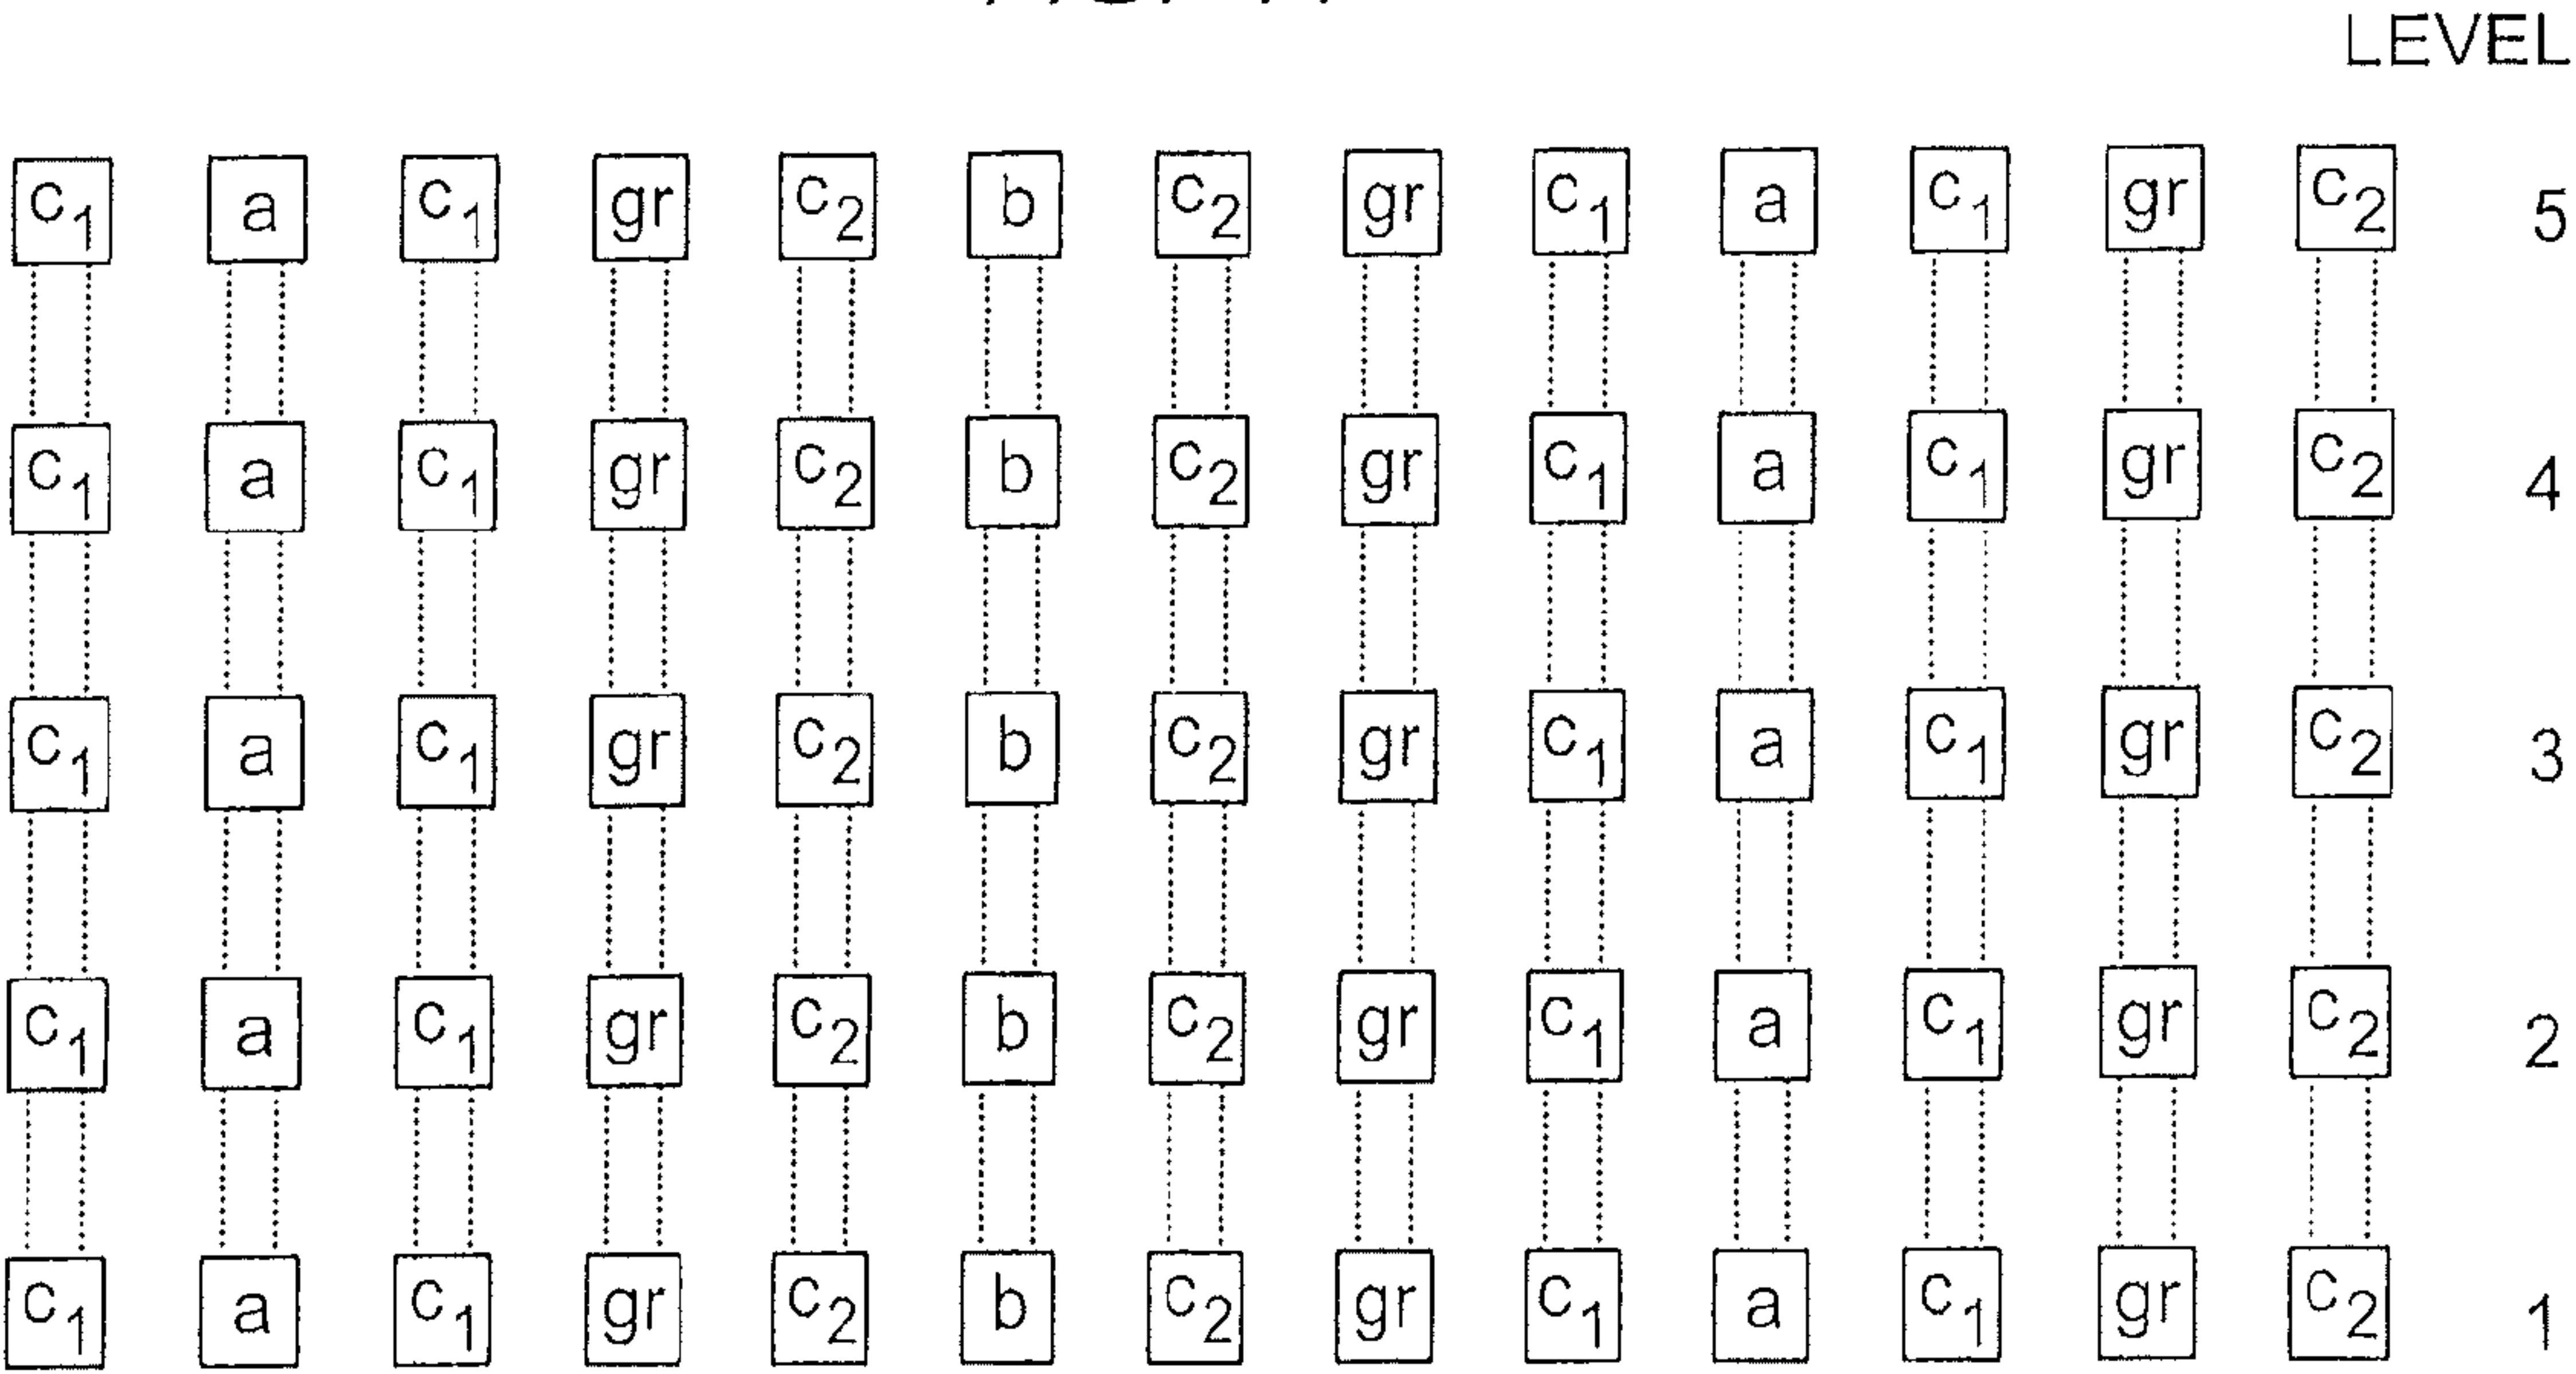 LEVEL
c1 a c1 gr c2 b c2 gr c1 a c1 gr c2 5
c1 a c1 gr c2 b c2 gr c1 a c1 gr c2 4
c1 a c1 gr c2 b c2 gr c1 a c1 gr c2 3
c1 a c1 gr c2 b c2 gr c1 a c1 gr c2 2
c1 a c1 gr c2 b c2 gr c1 a c1 gr c2 1